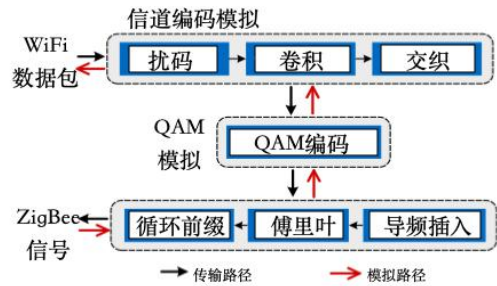 信道编码模拟
WiFi
数据包
扰码
卷积
交织
QAM
模拟
QAM编码
ZigBee
信号
循环前缀
傅里叶
导频插入
传输路径
模拟路径